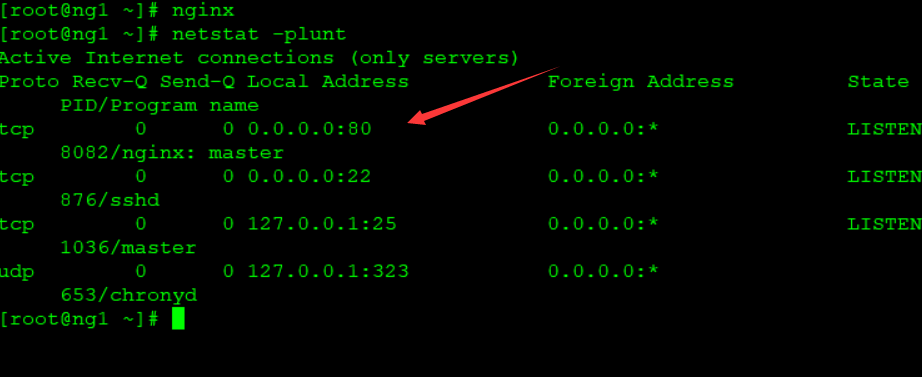 [root@ng1 ~]# nginx
[root@ng1 ~]# netstat -plunt
Active Internet connections (only servers)
Proto Recv-Q Send-Q Local Address           Foreign Address         State
     PID/Program name
tcp        0      0 0.0.0.0:80              0.0.0.0:*               LISTEN
     8082/nginx: master
tcp        0      0 0.0.0.0:22              0.0.0.0:*               LISTEN
     876/sshd
tcp        0      0 127.0.0.1:25            0.0.0.0:*               LISTEN
     1036/master
udp        0      0 127.0.0.1:323           0.0.0.0:*
     653/chronyd
[root@ng1 ~]#